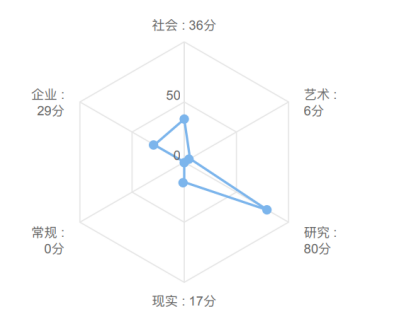 社会 : 36分
企业 :
29分
艺术 :
6分
50
0
常规 :
0分
研究 :
80分
现实 : 17分